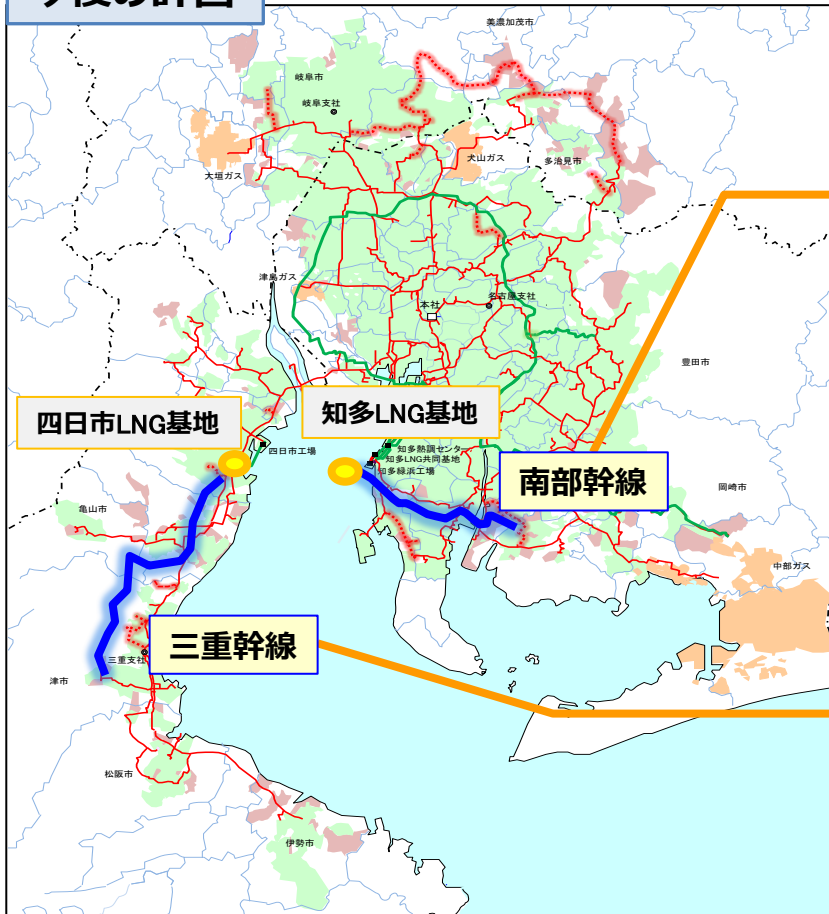 今後の計画
美濃加茂市
岐阜市
岐阜支社
大垣ガス
犬山ガス
多治見市
津島ガス
本社
名古屋支社
豊田市
四日市LNG基地
知多LNG基地
四日市工場
知多熱調センタ
知多LNG共同基地
知多緑浜工場
南部幹線
岡崎市
亀山市
中部ガス
三重幹線
三重支社
津市
松阪市
伊勢市